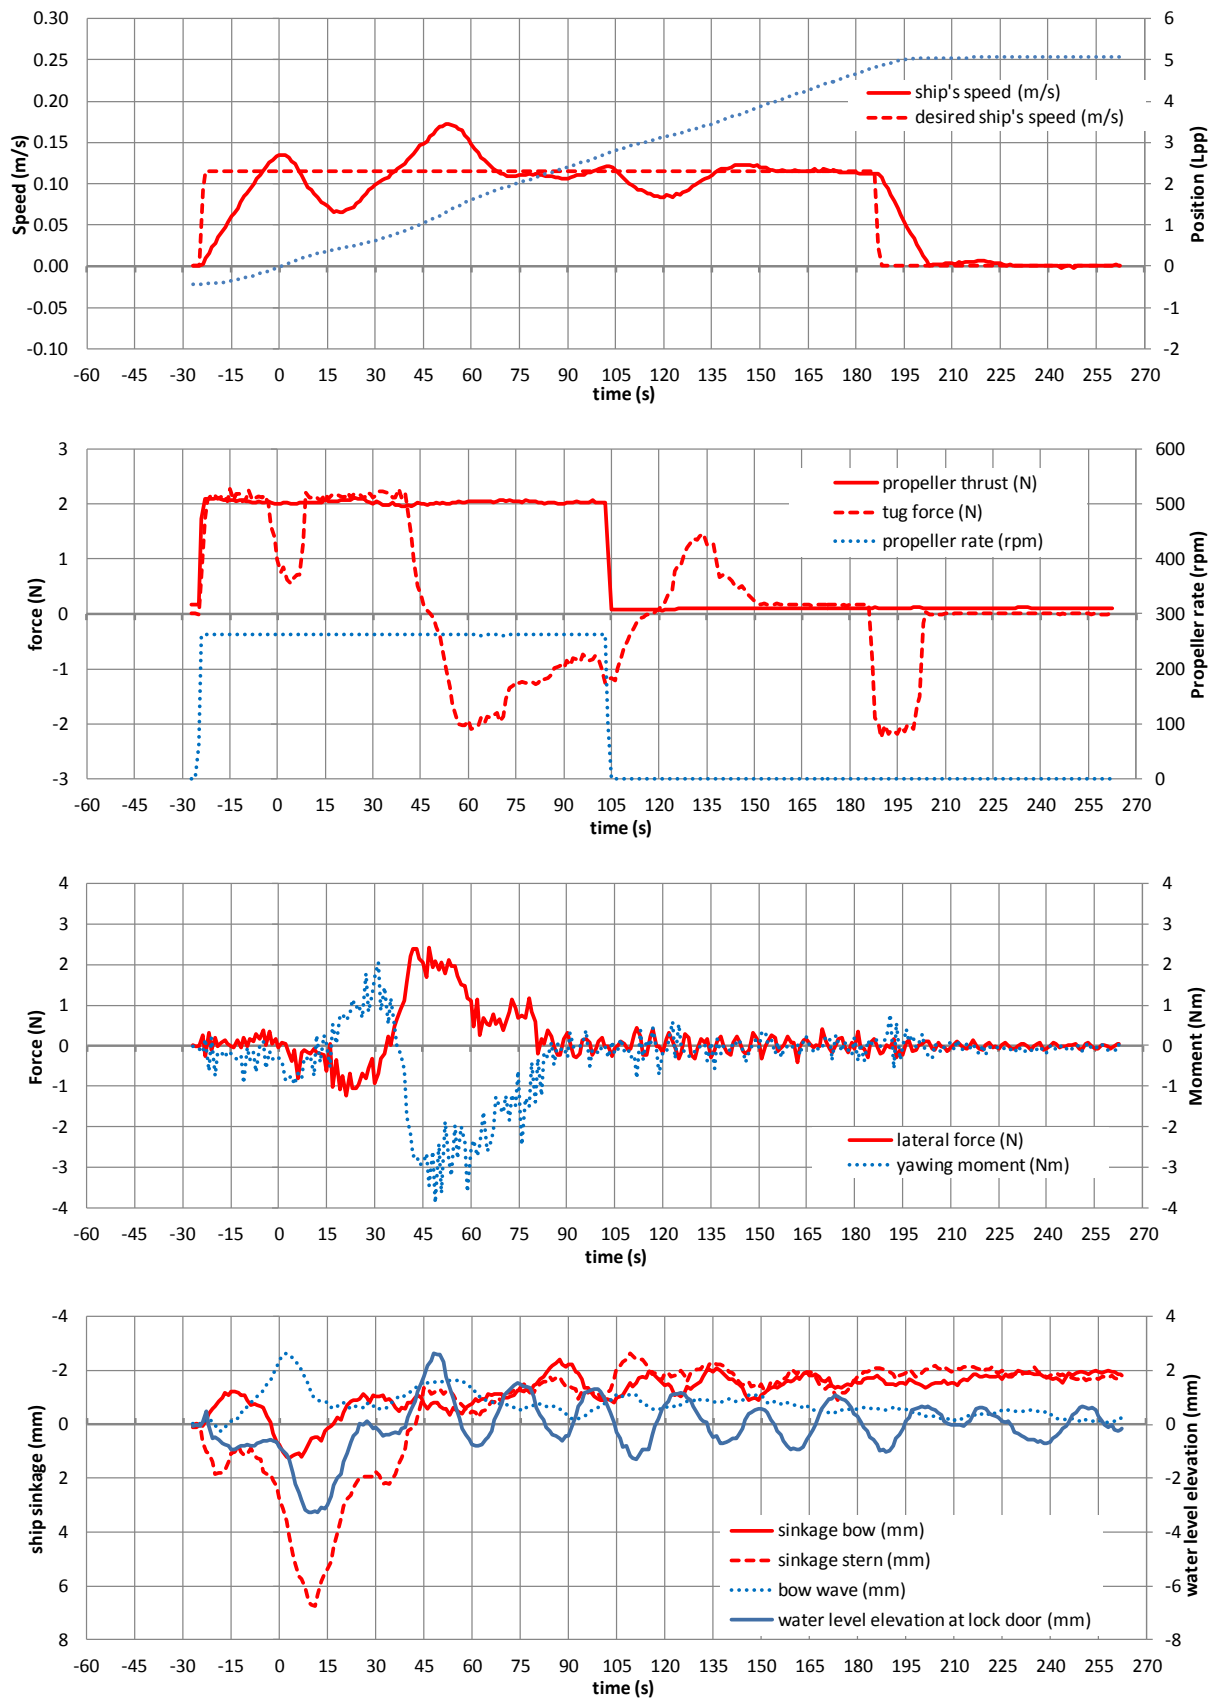 0.30
0.25
0.20
0.15
0.10
0.05
0.00
-0.05
-0.10
Speed (m/s)
6
5
4
3
2
1
0
-1
-2
Position (Lpp)
ship's speed (m/s)
desired ship's speed (m/s)
-60 -45 -30 -15 0 15 30 45 60 75 90 105 120 135 150 165 180 195 210 225 240 255 270
time (s)
3
2
1
0
-1
-2
-3
force (N)
600
500
400
300
200
100
0
Propeller rate (rpm)
propeller thrust (N)
tug force (N)
propeller rate (rpm)
-60 -45 -30 -15 0 15 30 45 60 75 90 105 120 135 150 165 180 195 210 225 240 255 270
time (s)
4
3
2
1
0
-1
-2
-3
-4
Force (N)
4
3
2
1
0
-1
-2
-3
-4
Moment (Nm)
lateral force (N)
yawing moment (Nm)
-60 -45 -30 -15 0 15 30 45 60 75 90 105 120 135 150 165 180 195 210 225 240 255 270
time (s)
-4
-2
0
2
4
6
8
ship sinkage (mm)
4
2
0
-2
-4
-6
-8
water level elevation (mm)
sinkage bow (mm)
sinkage stern (mm)
bow wave (mm)
water level elevation at lock door (mm)
-60 -45 -30 -15 0 15 30 45 60 75 90 105 120 135 150 165 180 195 210 225 240 255 270
time (s)